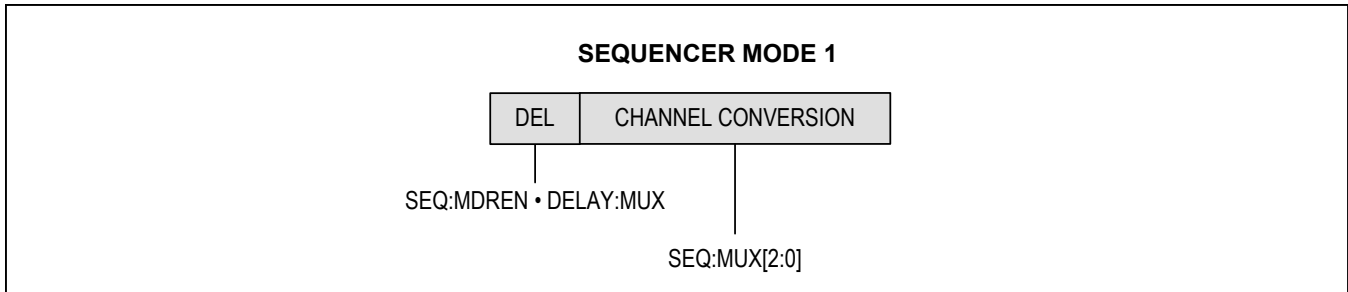 SEQUENCER MODE 1
DEL
CHANNEL CONVERSION
SEQ:MDREN • DELAY:MUX
SEQ:MUX[2:0]